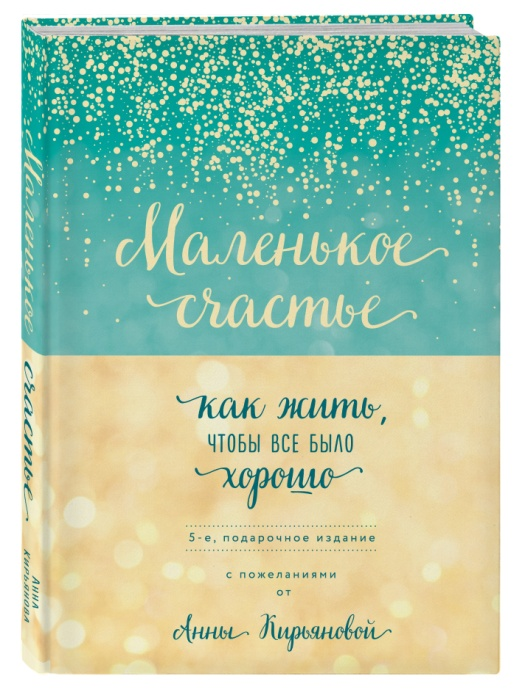 Маленькое
счастье
как жить,
ЧТОБЫ ВСЕ БЫЛО
хорошо
5-е, подарочное издание
с пожеланиями
от
Анны Кирьяновой
Маленькое счастье
АННА
КИРЬЯНОВА